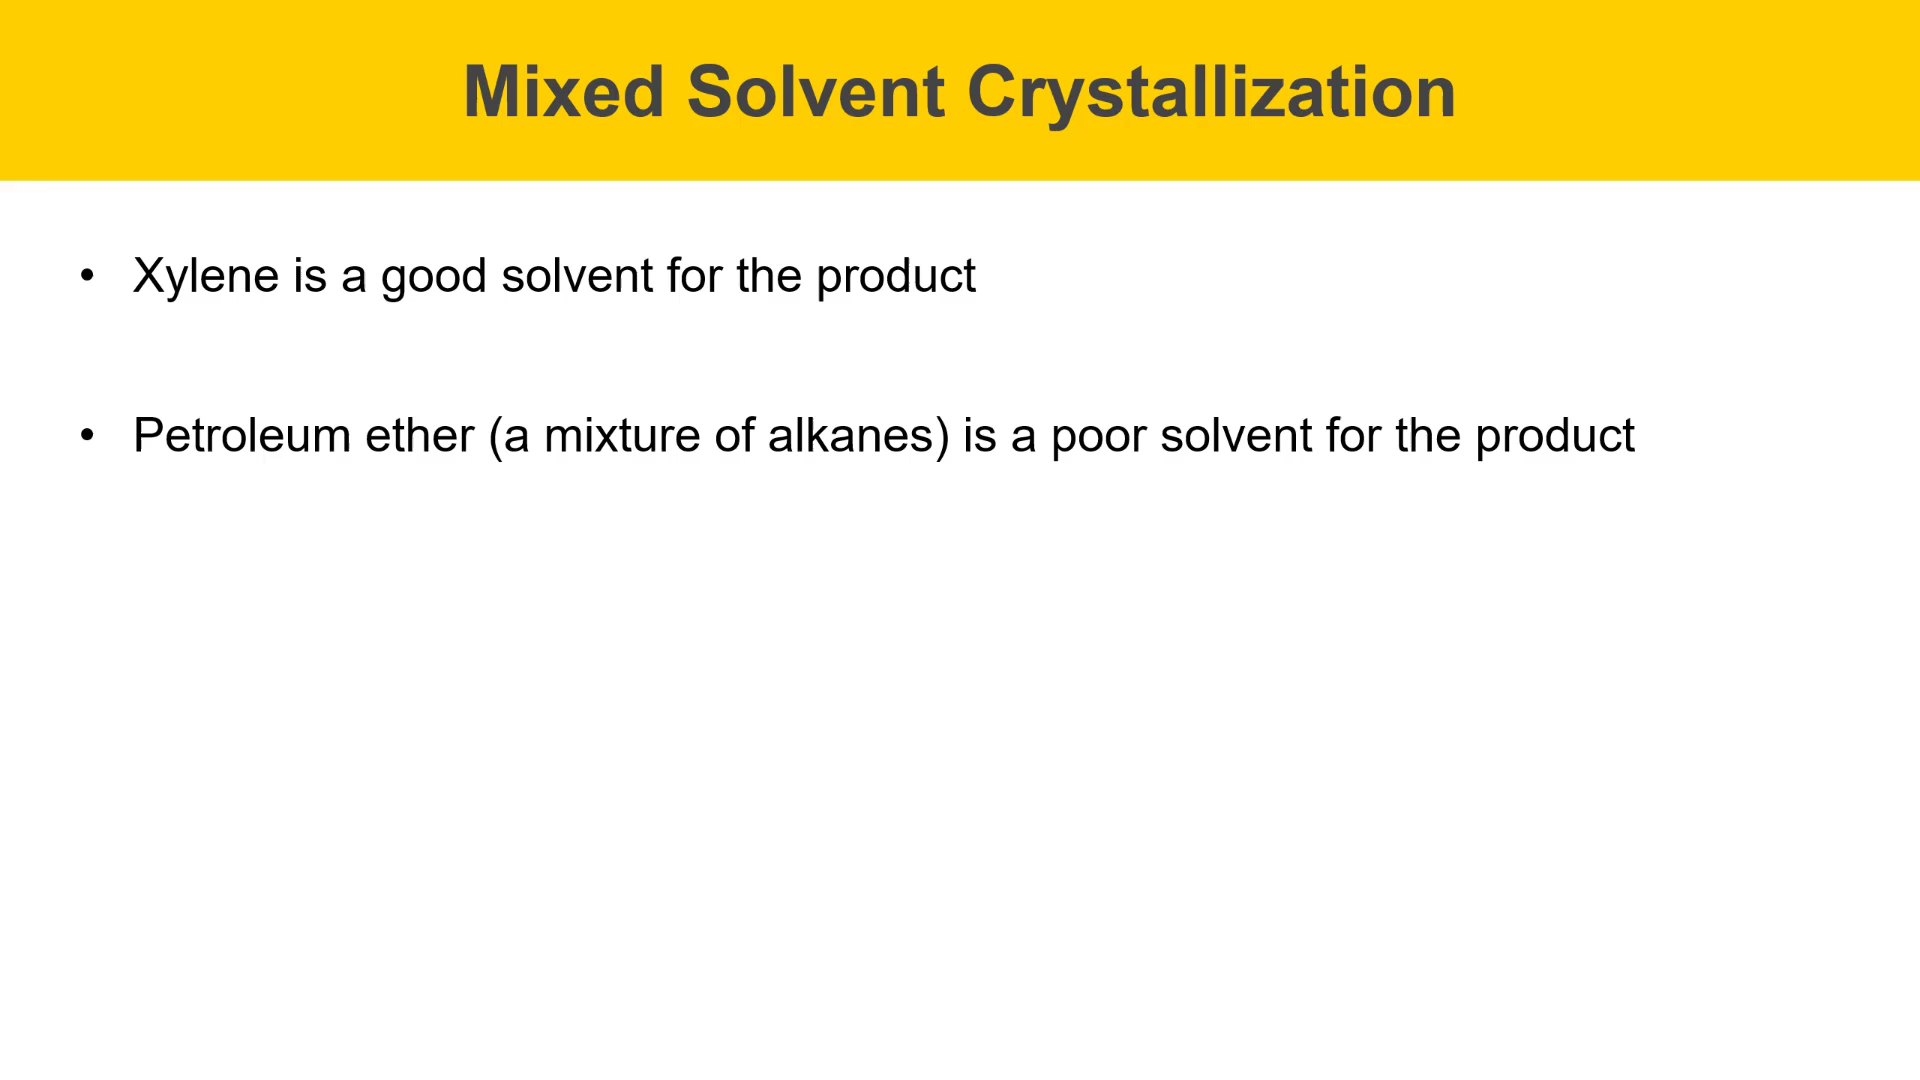 Mixed Solvent Crystallization
• Xylene is a good solvent for the product
• Petroleum ether (a mixture of alkanes) is a poor solvent for the product